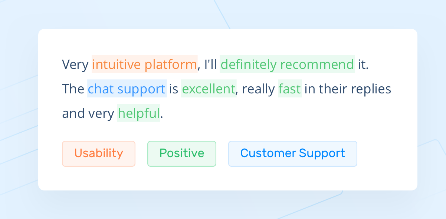 Very intuitive platform, I'll definitely recommend it.
The chat support is excellent, really fast in their replies
and very helpful.
Usability Positive Customer Support